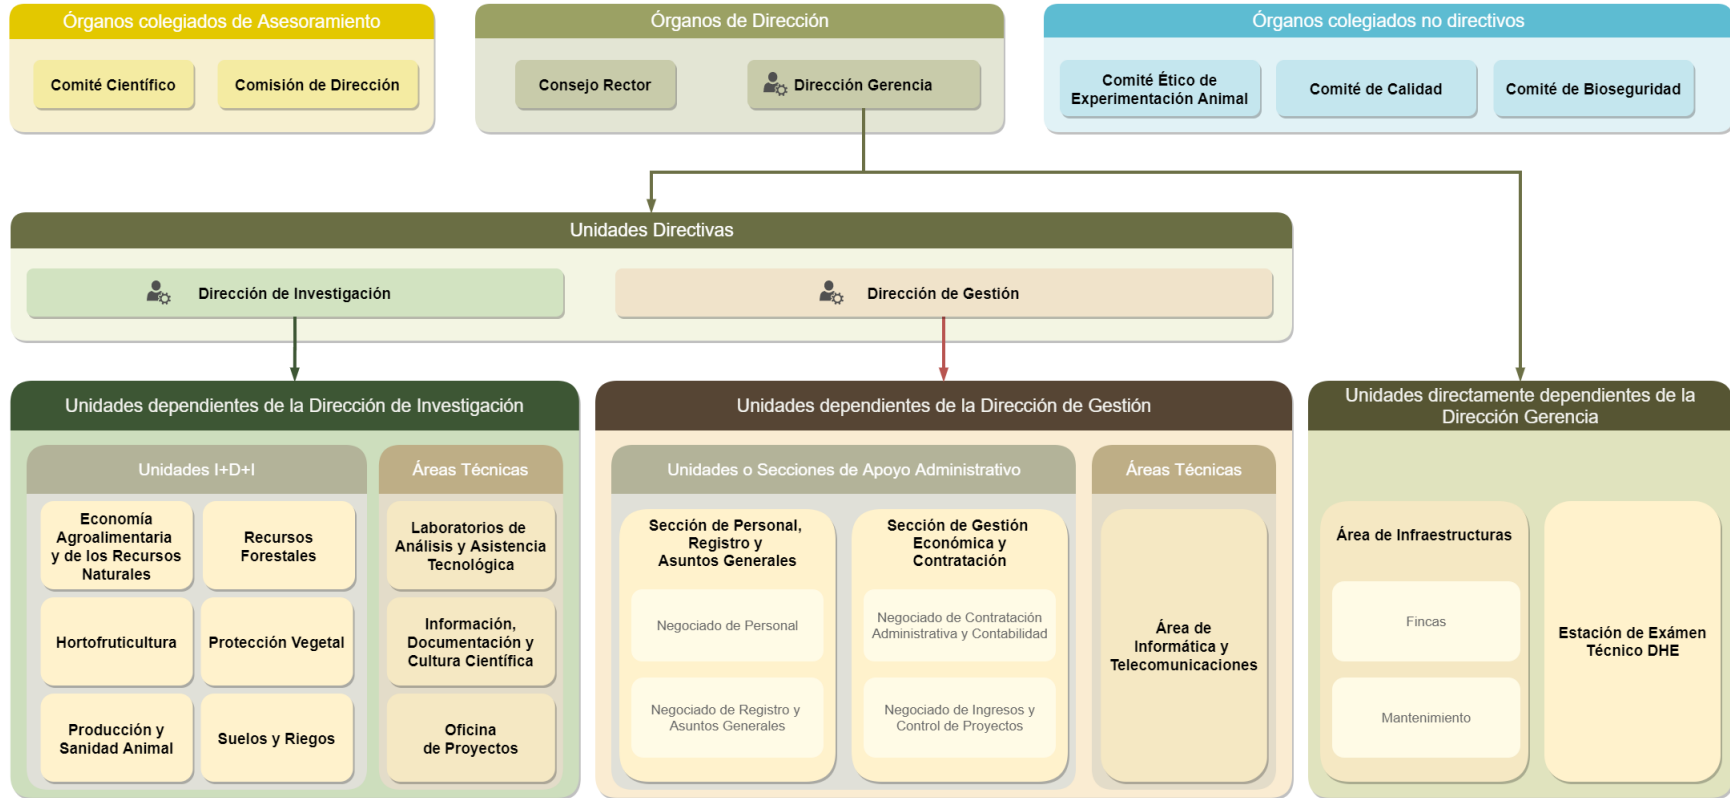 Órganos colegiados de Asesoramiento
Comité Científico
Comisión de Dirección
Órganos de Dirección
Consejo Rector
Dirección Gerencia
Órganos colegiados no directivos
Comité Ético de
Experimentación Animal
Comité de Calidad
Comité de Bioseguridad
Unidades Directivas
Dirección de Investigación
Dirección de Gestión
Unidades dependientes de la Dirección de Investigación
Unidades I+D+I
Economía
Agroalimentaria
y de los Recursos
Naturales
Recursos
Forestales
Hortofruticultura
Protección Vegetal
Producción y
Sanidad Animal
Suelos y Riegos
Áreas Técnicas
Laboratorios de
Análisis y Asistencia
Tecnológica
Información,
Documentación y
Cultura Científica
Oficina
de Proyectos
Unidades dependientes de la Dirección de Gestión
Unidades o Secciones de Apoyo Administrativo
Sección de Personal,
Registro y
Asuntos Generales
Negociado de Personal
Negociado de Registro y
Asuntos Generales
Sección de Gestión
Económica y
Contratación
Negociado de Contratación
Administrativa y Contabilidad
Negociado de Ingresos y
Control de Proyectos
Áreas Técnicas
Área de
Informática y
Telecomunicaciones
Unidades directamente dependientes de la
Dirección Gerencia
Área de Infraestructuras
Fincas
Mantenimiento
Estación de Exámen
Técnico DHE